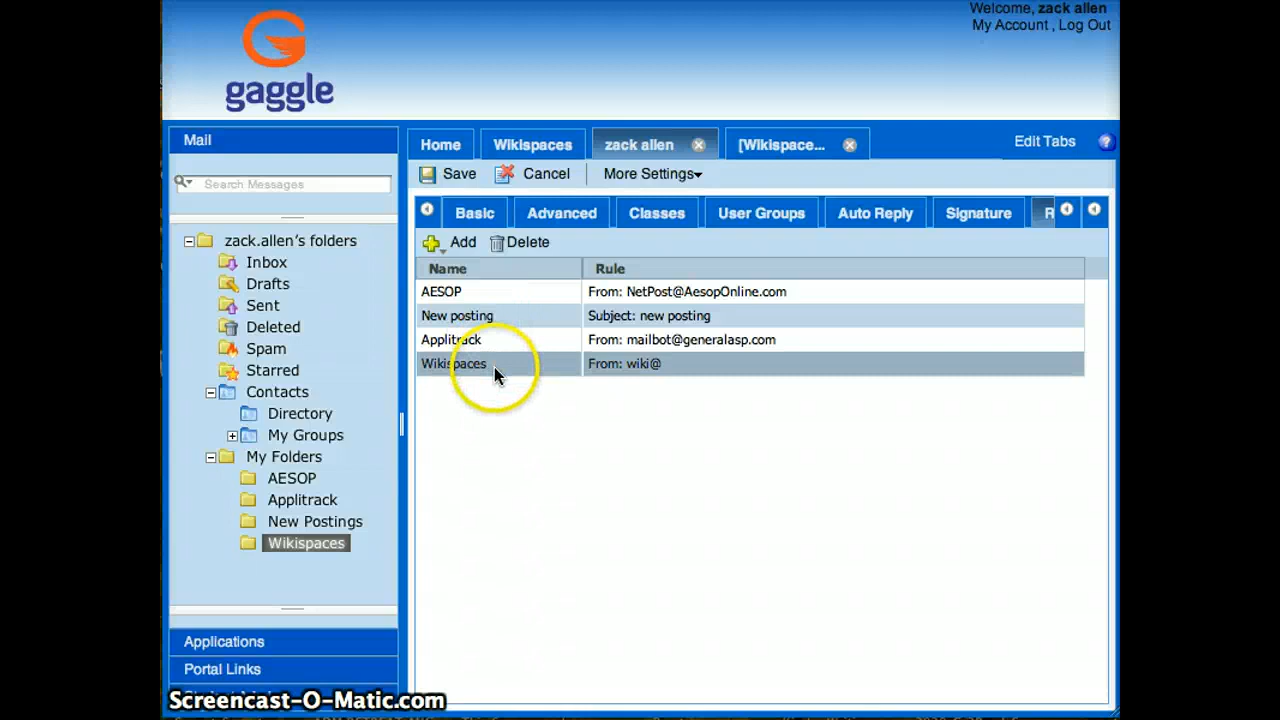 Welcome, zack allen
My Account , Log Out
gaggle
Mail
Home
Wikispaces
zack allen
[Wikispace...
Edit Tabs
?
Save
Cancel
More Settings
Search Messages
Basic
Advanced
Classes
User Groups
Auto Reply
Signature
Add
Delete
Name
Rule
AESOP
From: NetPost@AesopOnline.com
New posting
Subject: new posting
Applitrack
From: mailbot@generalasp.com
Wikispaces
From: wiki@
zack.allen's folders
Inbox
Drafts
Sent
Deleted
Spam
Starred
Contacts
Directory
My Groups
My Folders
AESOP
Applitrack
New Postings
Wikispaces
Applications
Portal Links
Screencast-O-Matic.com